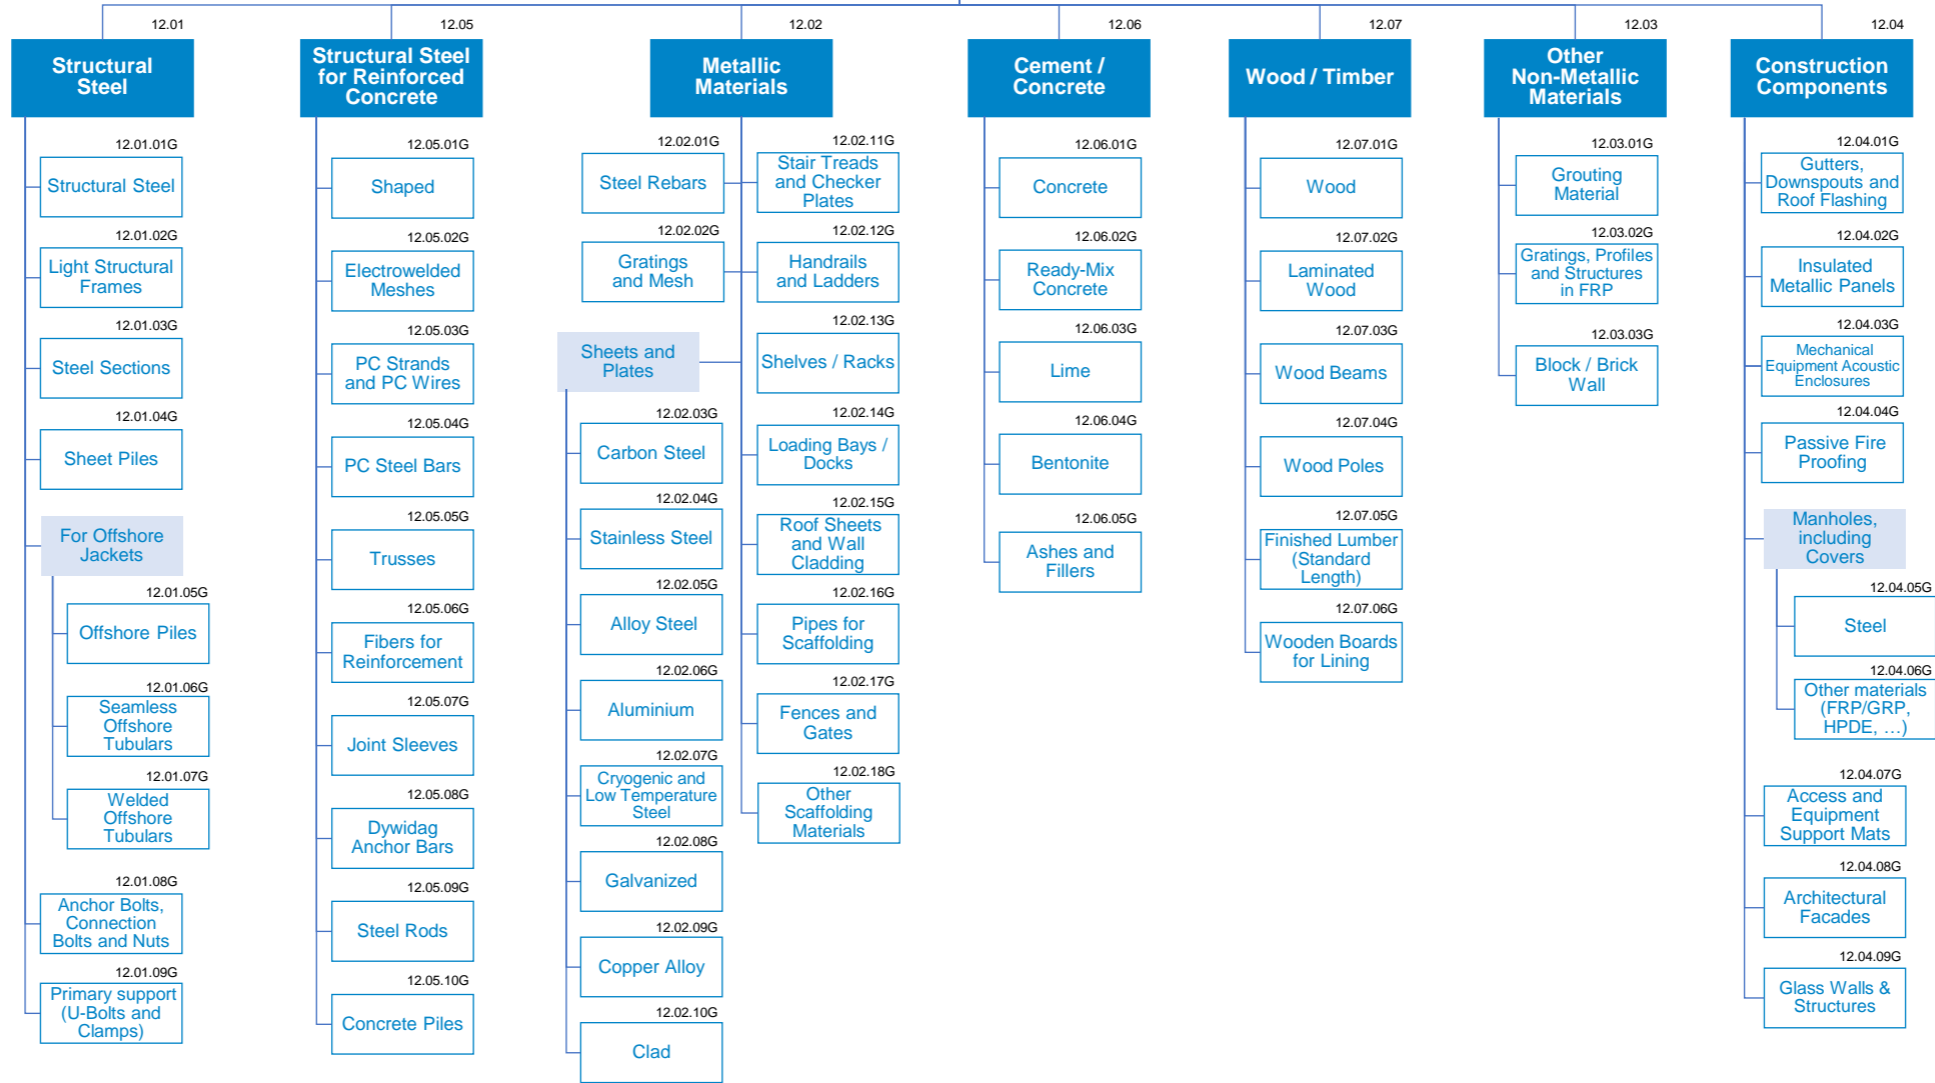 12.01
Structural
Steel
12.01.01G
Structural Steel
12.01.02G
Light Structural
Frames
12.01.03G
Steel Sections
12.01.04G
Sheet Piles
For Offshore
Jackets
12.01.05G
Offshore Piles
12.01.06G
Seamless
Offshore
Tubulars
12.01.07G
Welded
Offshore
Tubulars
12.01.08G
Anchor Bolts,
Connection
Bolts and Nuts
12.01.09G
Primary support
(U-Bolts and
Clamps)
12.05
Structural Steel
for Reinforced
Concrete
12.05.01G
Shaped
12.05.02G
Electrowelded
Meshes
12.05.03G
PC Strands
and PC Wires
12.05.04G
PC Steel Bars
12.05.05G
Trusses
12.05.06G
Fibers for
Reinforcement
12.05.07G
Joint Sleeves
12.05.08G
Dywidag
Anchor Bars
12.05.09G
Steel Rods
12.05.10G
Concrete Piles
12.02
Metallic
Materials
12.02.01G
Steel Rebars
12.02.02G
Gratings
and Mesh
Sheets and
Plates
12.02.03G
Carbon Steel
12.02.04G
Stainless Steel
12.02.05G
Alloy Steel
12.02.06G
Aluminium
12.02.07G
Cryogenic and
Low Temperature
Steel
12.02.08G
Galvanized
12.02.09G
Copper Alloy
12.02.10G
Clad
12.02.11G
Stair Treads
and Checker
Plates
12.02.12G
Handrails
and Ladders
12.02.13G
Shelves / Racks
12.02.14G
Loading Bays /
Docks
12.02.15G
Roof Sheets
and Wall
Cladding
12.02.16G
Pipes for
Scaffolding
12.02.17G
Fences and
Gates
12.02.18G
Other
Scaffolding
Materials
12.06
Cement /
Concrete
12.06.01G
Concrete
12.06.02G
Ready-Mix
Concrete
12.06.03G
Lime
12.06.04G
Bentonite
12.06.05G
Ashes and
Fillers
12.07
Wood / Timber
12.07.01G
Wood
12.07.02G
Laminated
Wood
12.07.03G
Wood Beams
12.07.04G
Wood Poles
12.07.05G
Finished Lumber
(Standard
Length)
12.07.06G
Wooden Boards
for Lining
12.03
Other
Non-Metallic
Materials
12.03.01G
Grouting
Material
12.03.02G
Gratings, Profiles
and Structures
in FRP
12.03.03G
Block / Brick
Wall
12.04
Construction
Components
12.04.01G
Gutters,
Downspouts and
Roof Flashing
12.04.02G
Insulated
Metallic Panels
12.04.03G
Mechanical
Equipment Acoustic
Enclosures
12.04.04G
Passive Fire
Proofing
Manholes,
including
Covers
12.04.05G
Steel
12.04.06G
Other materials
(FRP/GRP,
HPDE, …)
12.04.07G
Access and
Equipment
Support Mats
12.04.08G
Architectural
Facades
12.04.09G
Glass Walls &
Structures